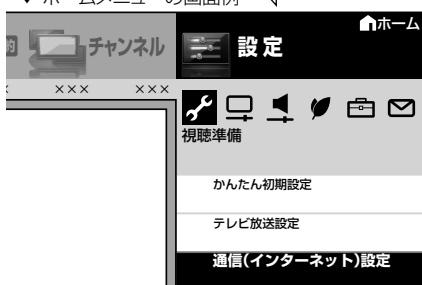 ホームメニューの画面例
ホーム
チャンネル
設定
××× ×××
視聴準備
かんたん初期設定
テレビ放送設定
通信(インターネット)設定